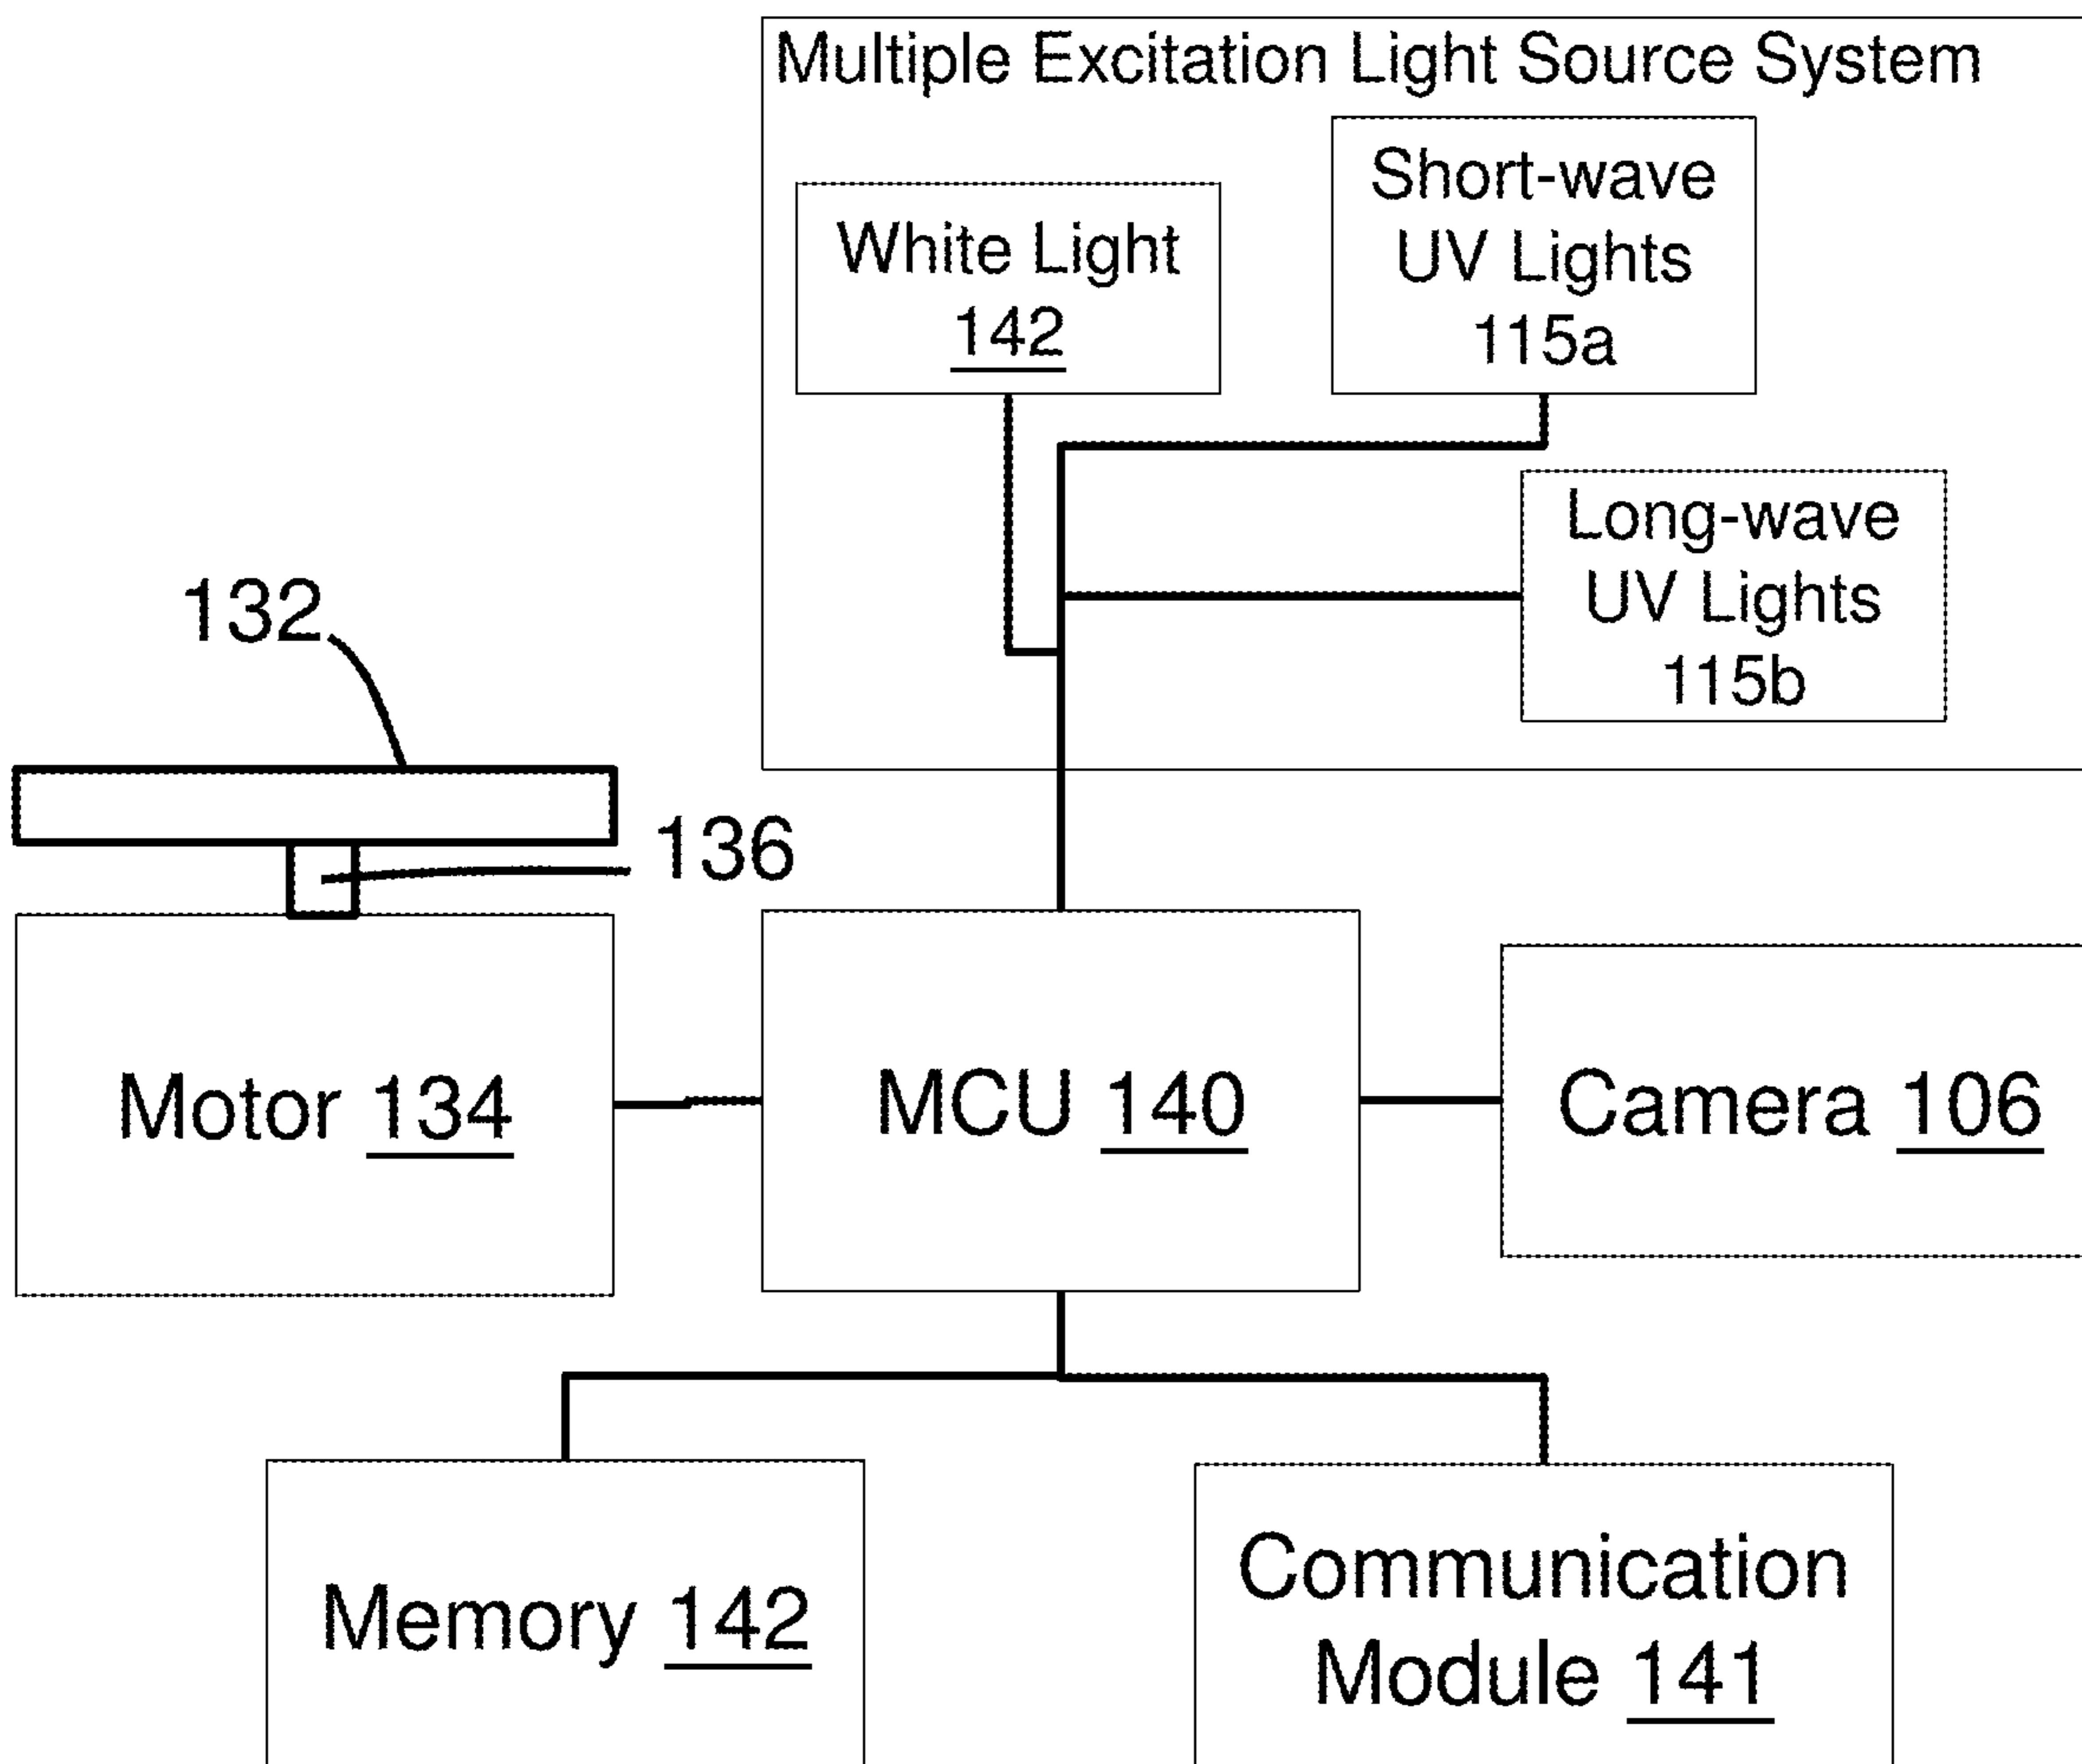 Multiple Excitation Light Source System
White Light
142
Short-wave
UV Lights
115a
Long-wave
UV Lights
115b
132
136
Motor 134
MCU 140
Camera 106
Memory 142
Communication
Module 141